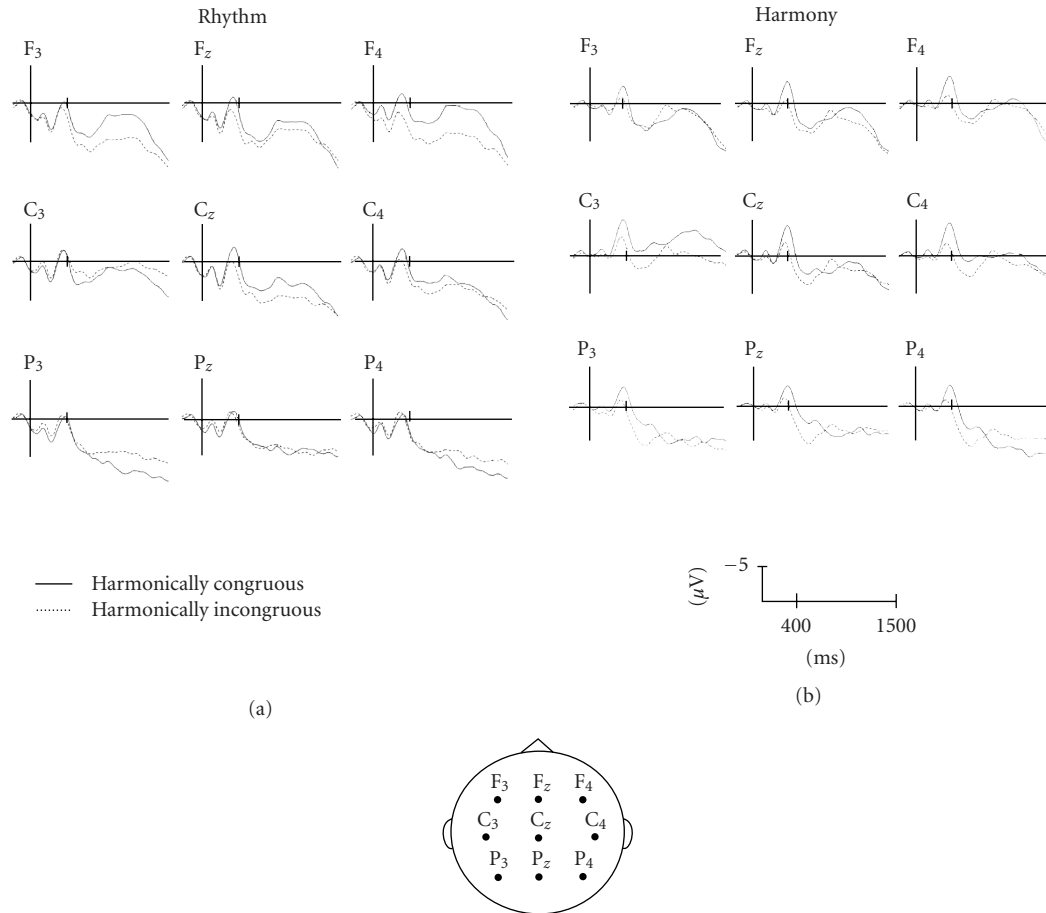 Rhythm
F3 Fz F4
C3 Cz C4
P3 Pz P4
Harmonically congruous
Harmonically incongruous
(a)
Harmony
F3 Fz F4
C3 Cz C4
P3 Pz P4
−5
(μV)
400 1500
(ms)
(b)
F3 Fz F4
C3 Cz C4
P3 Pz P4